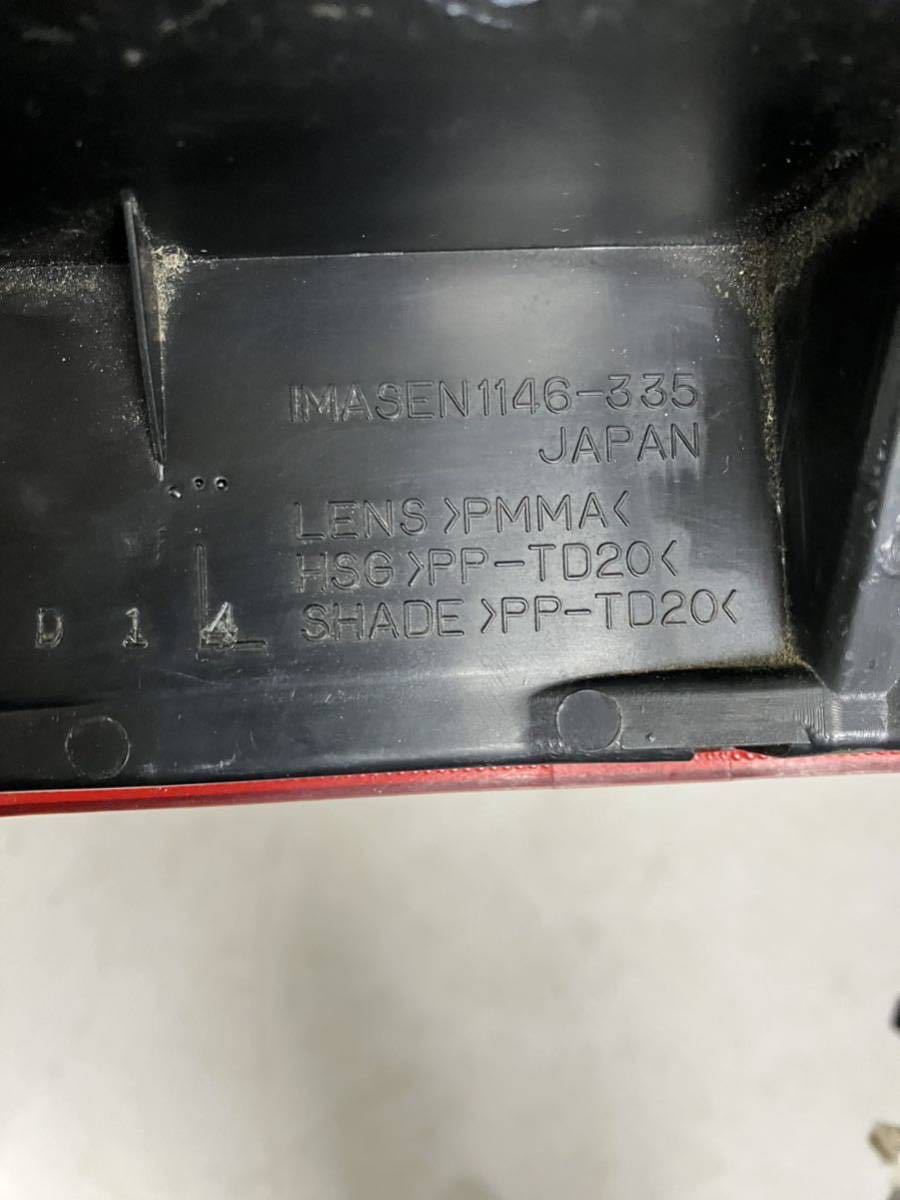 IMASEN1146-335
JAPAN
LENS >PMMA<
HSG >PP-TD20<
SHADE >PP-TD20<
D 1 4